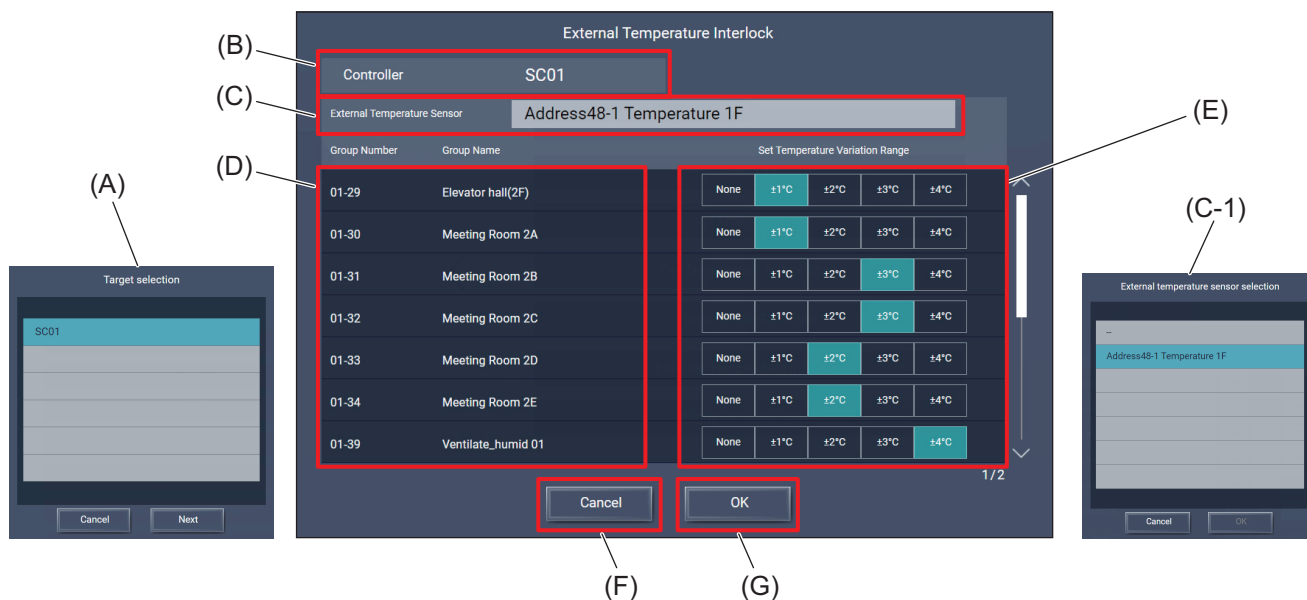 External Temperature Interlock
(B)
Controller SC01
(C)
External Temperature Sensor Address48-1 Temperature 1F
(E)
Group Number Group Name Set Temperature Variation Range
(D)
01-29 Elevator hall(2F) None ±1°C ±2°C ±3°C ±4°C
01-30 Meeting Room 2A None ±1°C ±2°C ±3°C ±4°C
01-31 Meeting Room 2B None ±1°C ±2°C ±3°C ±4°C
01-32 Meeting Room 2C None ±1°C ±2°C ±3°C ±4°C
01-33 Meeting Room 2D None ±1°C ±2°C ±3°C ±4°C
01-34 Meeting Room 2E None ±1°C ±2°C ±3°C ±4°C
01-39 Ventilate_humid 01 None ±1°C ±2°C ±3°C ±4°C
1/2
Cancel OK
(F) (G)
(A)
Target selection
SC01
Cancel Next
(C-1)
External temperature sensor selection
--
Address48-1 Temperature 1F
Cancel OK